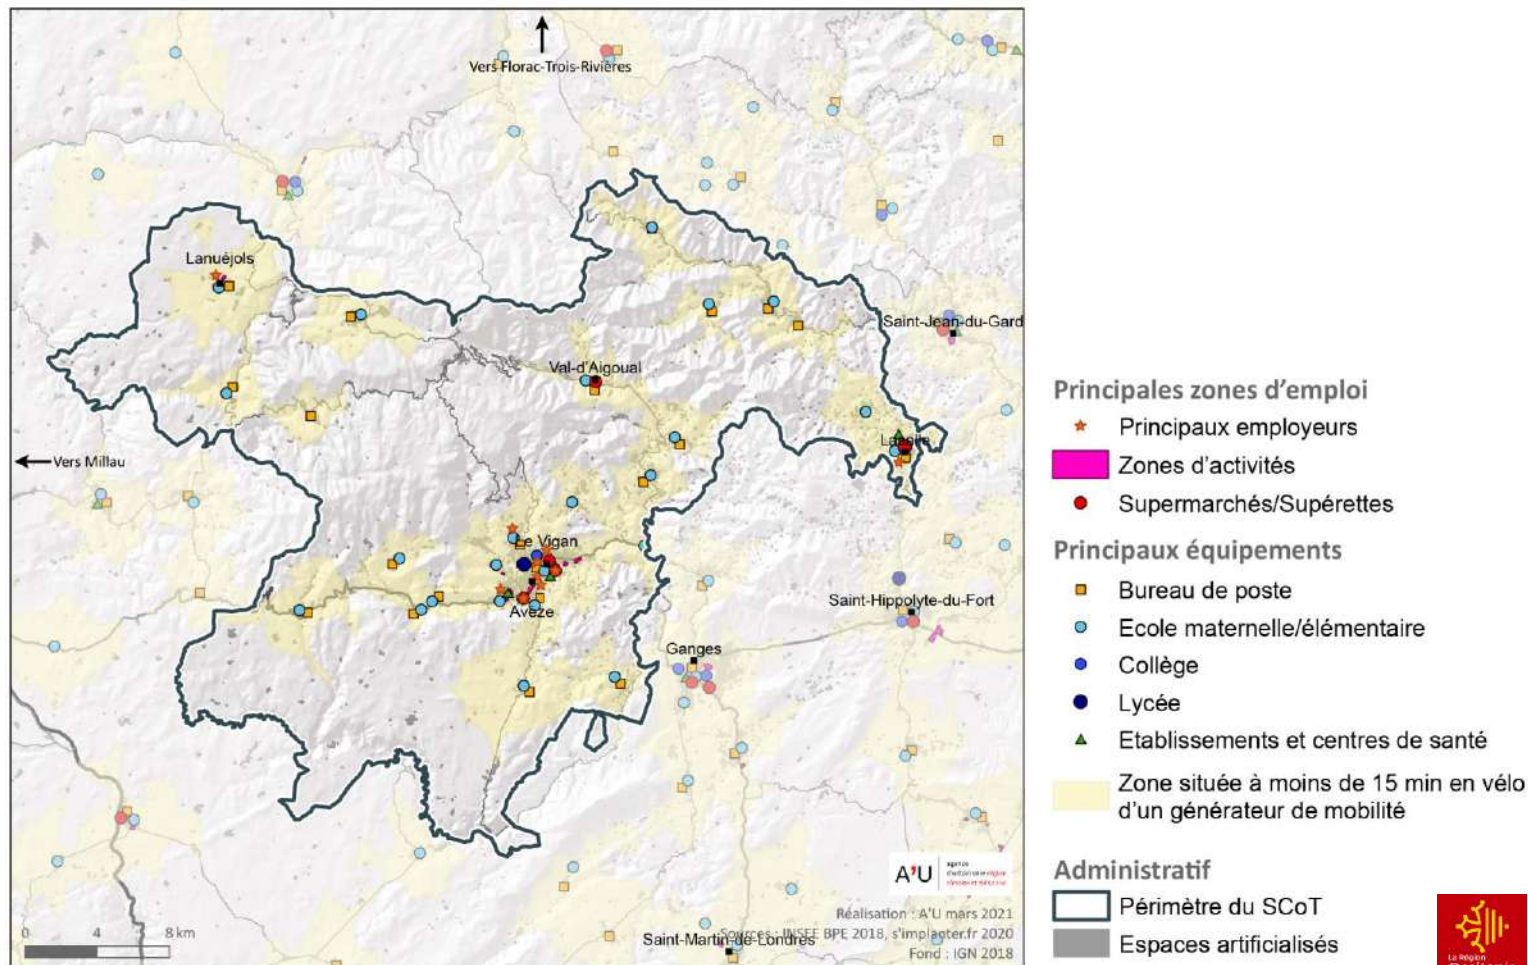 Vers Florac-Trois-Rivières
Lanuéjols
Saint-Jean-du-Gard
Val-d'Aigoual
Lasalle
Vers Millau
Le Vigan
Avèze
Saint-Hippolyte-du-Fort
Ganges
A'U
Réalisation : A'U mars 2021
Sources : INSEE BPE 2018, s'implanter.fr 2020
Saint-Martin-de-Londres
Fond : IGN 2018
0 4 8 km
Principales zones d'emploi
Principaux employeurs
Zones d'activités
Supermarchés/Supérettes
Principaux équipements
Bureau de poste
Ecole maternelle/élémentaire
Collège
Lycée
Etablissements et centres de santé
Zone située à moins de 15 min en vélo
d'un générateur de mobilité
Administratif
Périmètre du SCoT
Espaces artificialisés
La Région